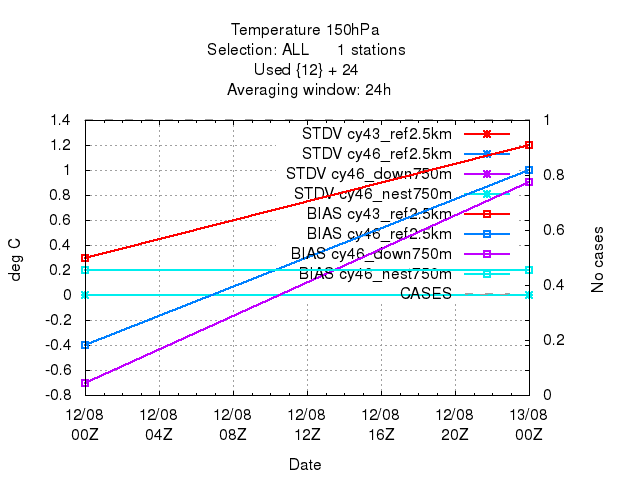 Temperature 150hPa
Selection: ALL 1 stations
Used {12} + 24
Averaging window: 24h
1.4
1.2
1
0.8
0.6
0.4
0.2
0
-0.2
-0.4
-0.6
-0.8
deg C
STDV cy43_ref2.5km
STDV cy46_ref2.5km
STDV cy46_down750m
STDV cy46_nest750m
BIAS cy43_ref2.5km
BIAS cy46_ref2.5km
BIAS cy46_down750m
BIAS cy46_nest750m
CASES
1
0.8
0.6
0.4
0.2
0
No cases
12/08 12/08 12/08 12/08 12/08 12/08 13/08
00Z 04Z 08Z 12Z 16Z 20Z 00Z
Date